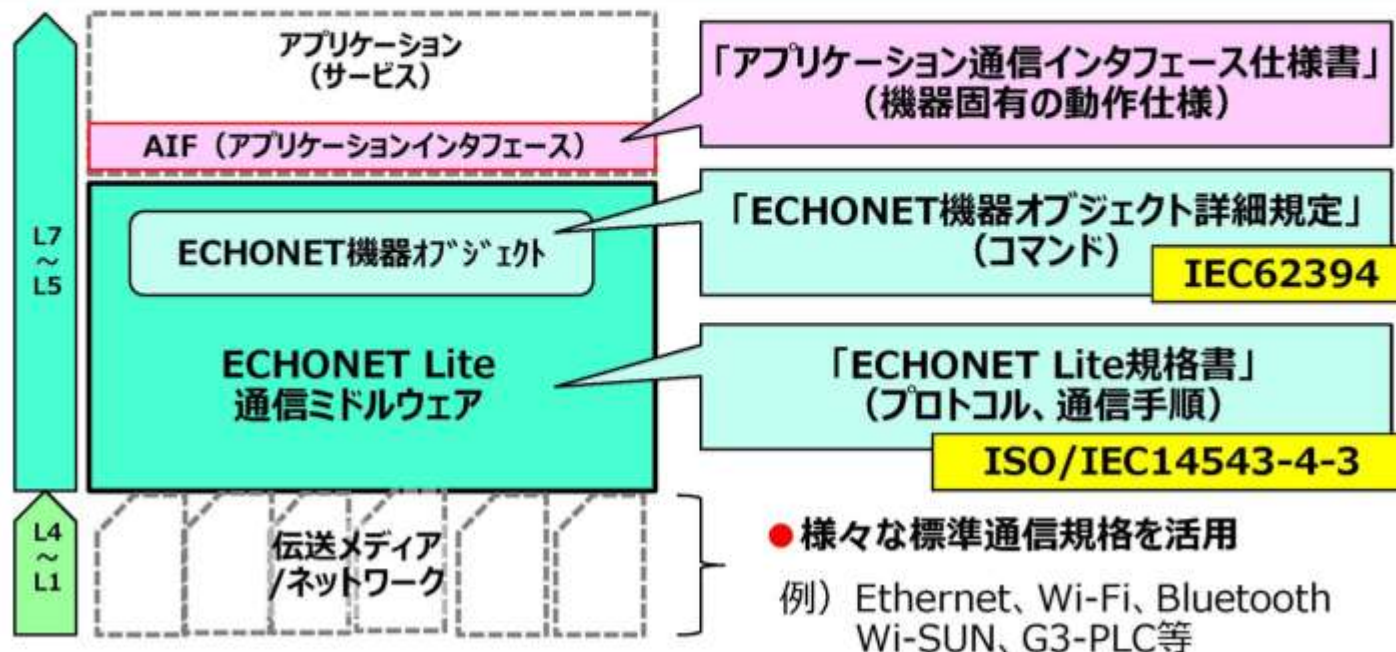 アプリケーション
（サービス）
AIF（アプリケーションインタフェース）
「アプリケーション通信インタフェース仕様書」
（機器固有の動作仕様）
L7
～
L5
ECHONET機器ｵﾌﾞｼﾞｪｸﾄ
「ECHONET機器オブジェクト詳細規定」
（コマンド）
IEC62394
ECHONET Lite
通信ミドルウェア
「ECHONET Lite規格書」
（プロトコル、通信手順）
ISO/IEC14543-4-3
L4
～
L1
伝送メディア
/ネットワーク
●様々な標準通信規格を活用
例）Ethernet、Wi-Fi、Bluetooth
Wi-SUN、G3-PLC等